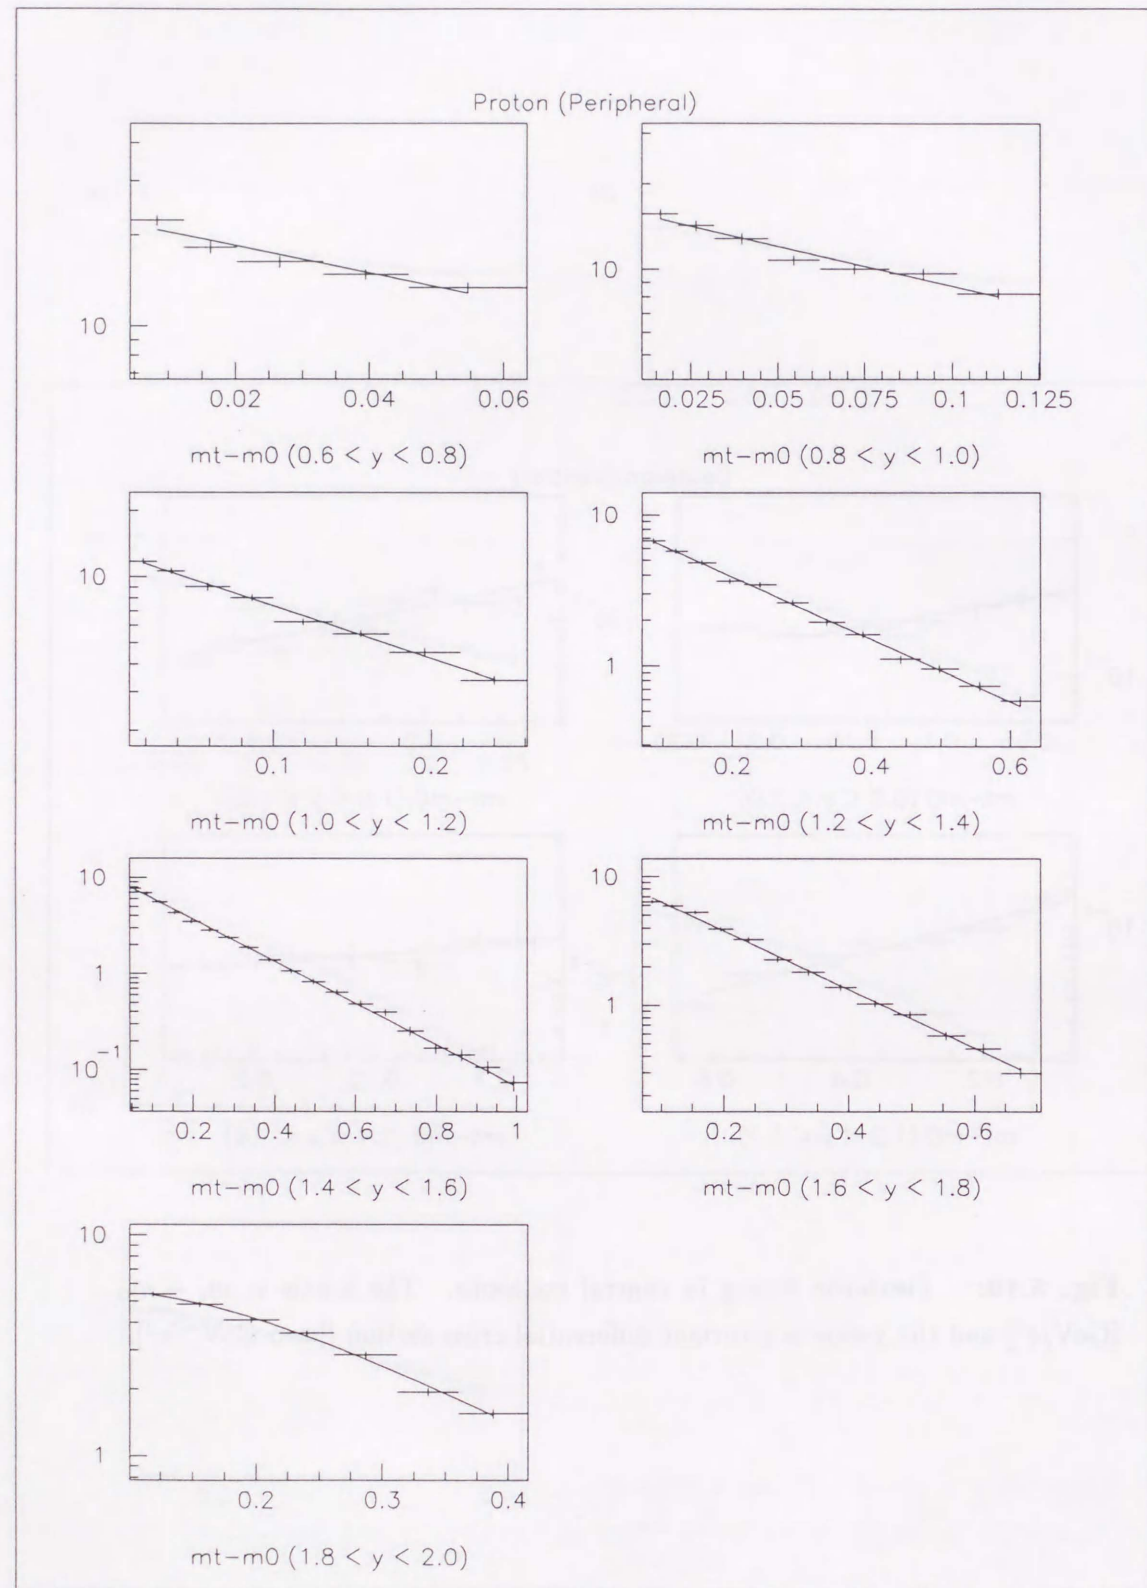 Proton (Peripheral)
10
0.02 0.04 0.06
mt-m0 (0.6 < y < 0.8)
10
0.025 0.05 0.075 0.1 0.125
mt-m0 (0.8 < y < 1.0)
10
0.1 0.2
mt-m0 (1.0 < y < 1.2)
10
1
0.2 0.4 0.6
mt-m0 (1.2 < y < 1.4)
10
1
10⁻¹
0.2 0.4 0.6 0.8 1
mt-m0 (1.4 < y < 1.6)
10
1
0.2 0.4 0.6
mt-m0 (1.6 < y < 1.8)
10
1
0.2 0.3 0.4
mt-m0 (1.8 < y < 2.0)